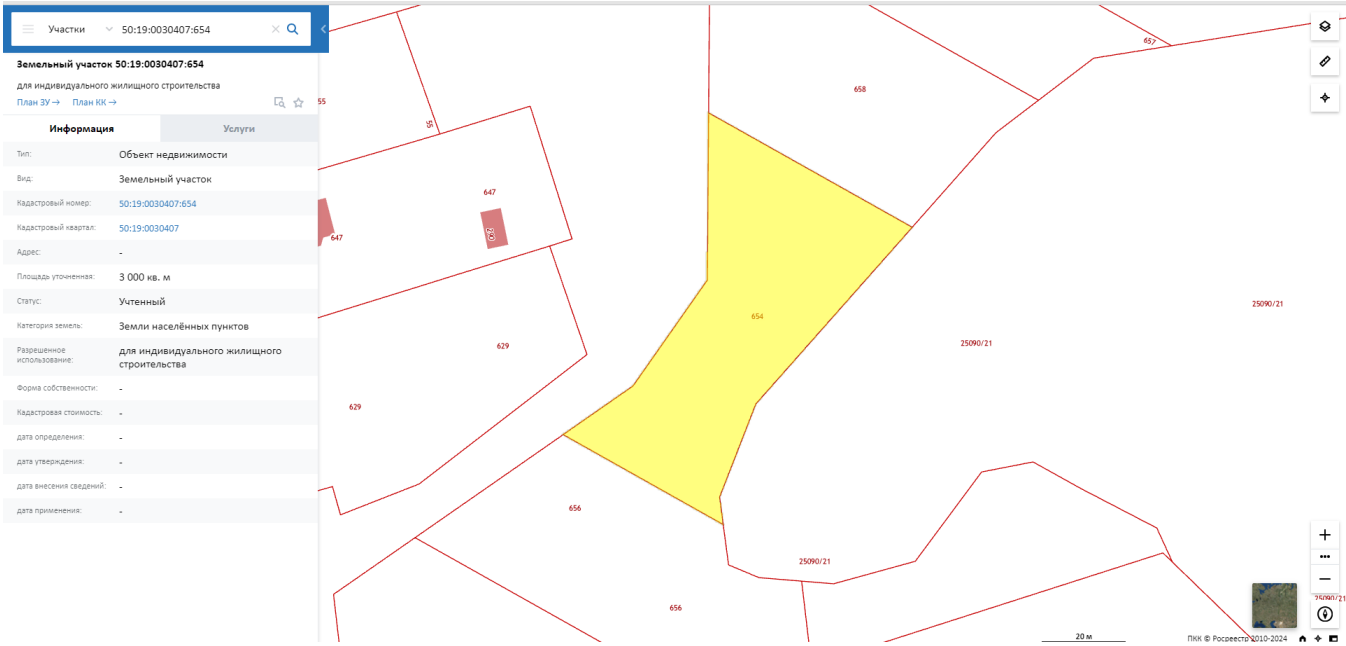 Участки 50:19:0030407:654
Земельный участок 50:19:0030407:654
для индивидуального жилищного строительства
План ЗУ → План КК →
Информация Услуги
Тип: Объект недвижимости
Вид: Земельный участок
Кадастровый номер: 50:19:0030407:654
Кадастровый квартал: 50:19:0030407
Адрес: -
Площадь уточненная: 3 000 кв. м
Статус: Учтенный
Категория земель: Земли населённых пунктов
Разрешенное использование: для индивидуального жилищного
строительства
Форма собственности: -
Кадастровая стоимость: -
дата определения: -
дата утверждения: -
дата внесения сведений: -
дата применения: -
657
658
55
55
647
290
647
654
25090/21
25090/21
629
629
656
25090/21
656
25090/21
20 м
ПКК © Росреестр 2010-2024